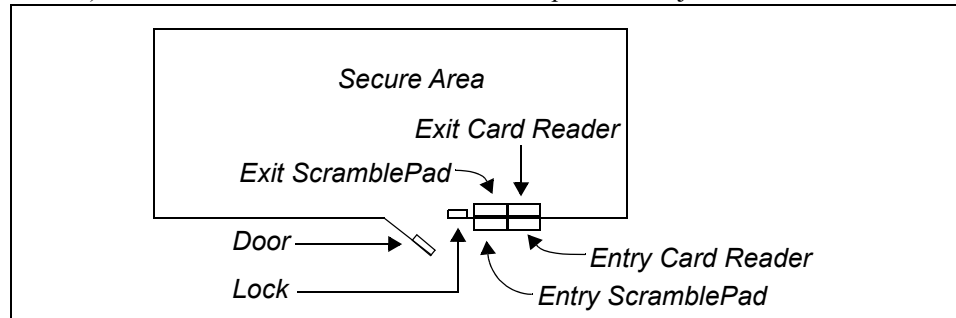 Secure Area
Exit Card Reader
Exit ScramblePad
Door
Entry Card Reader
Lock
Entry ScramblePad